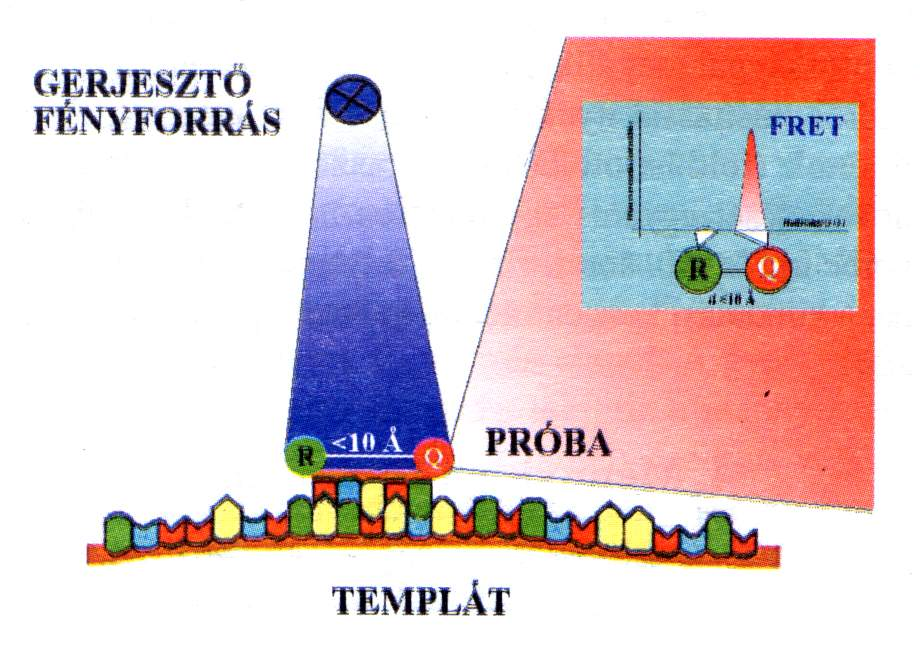 GERJESZTŐ
FÉNYFORRÁS
FRET
R
Q
d <10 Å
R
<10 Å
Q
PRÓBA
TEMPLÁT